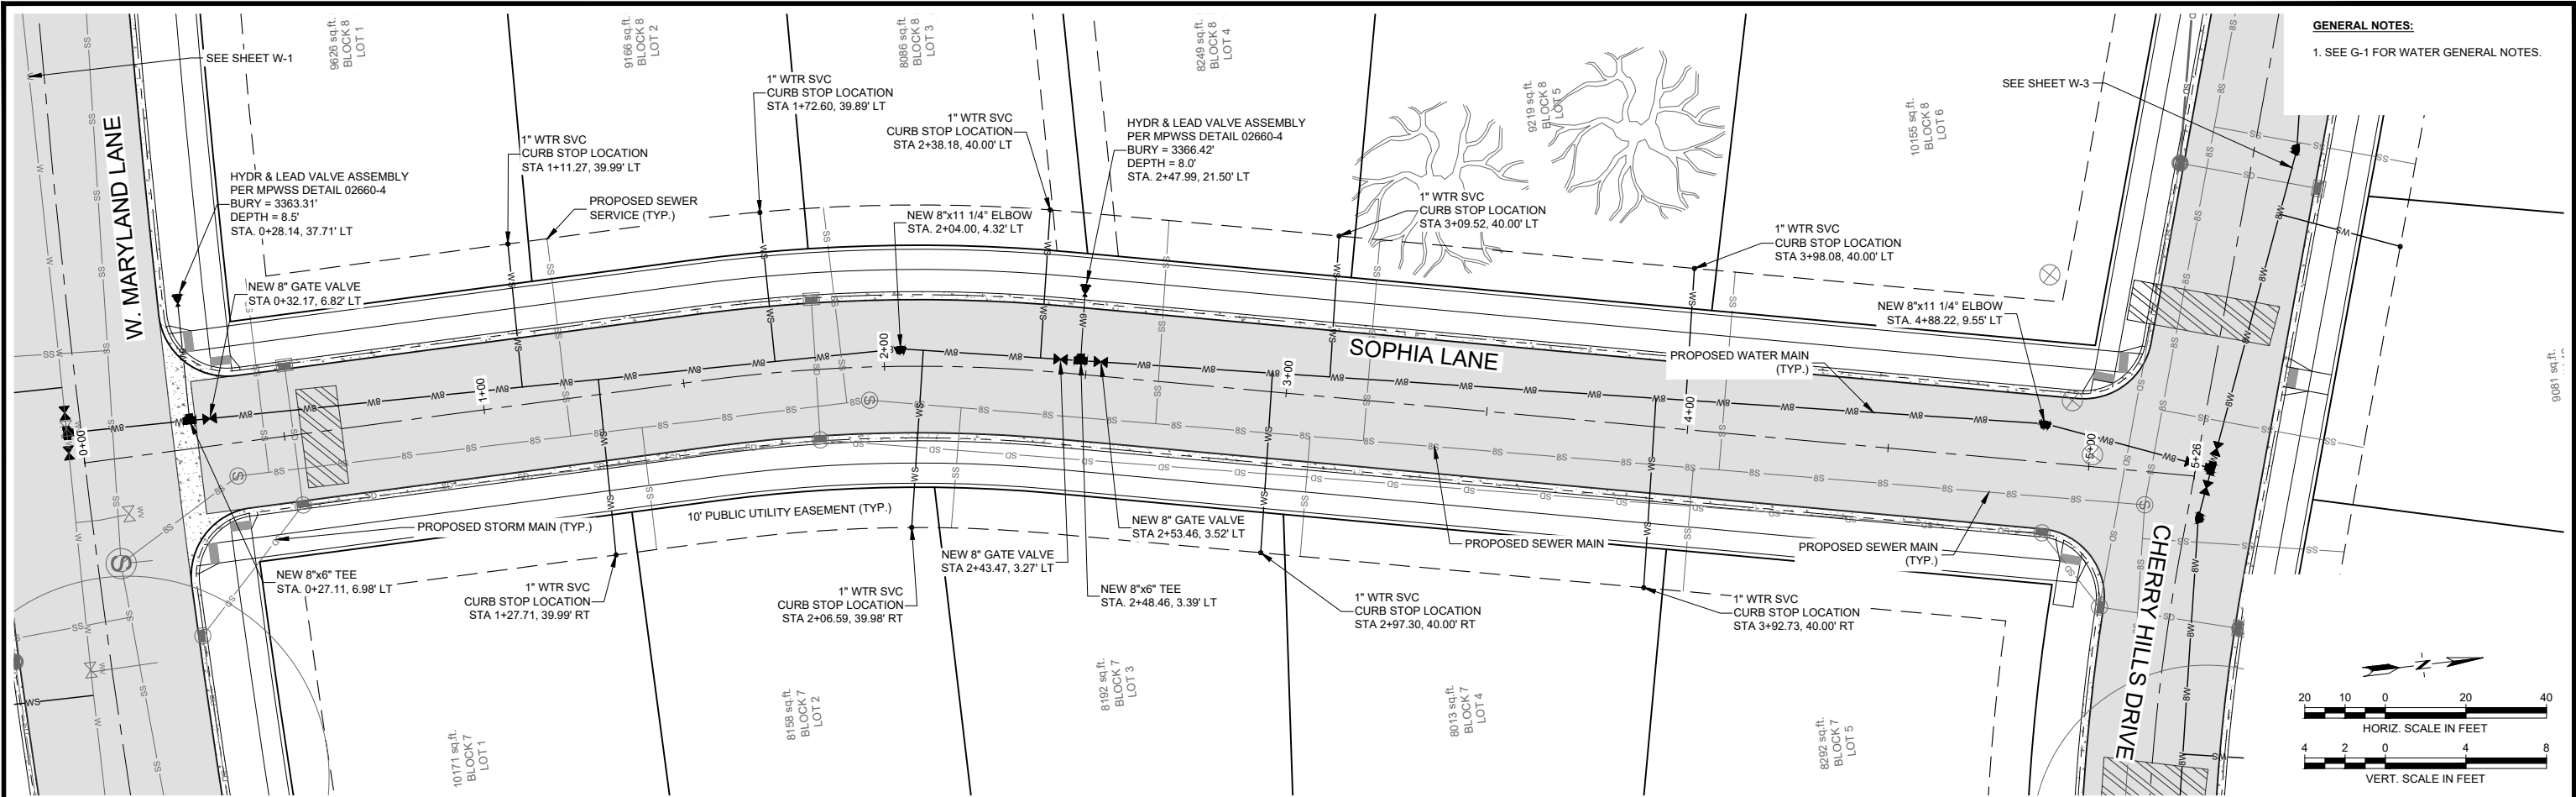 GENERAL NOTES:
1. SEE G-1 FOR WATER GENERAL NOTES.
SEE SHEET W-1
SEE SHEET W-3
9626 sq.ft.
BLOCK 8
LOT 1
9166 sq.ft.
BLOCK 8
LOT 2
8086 sq.ft.
BLOCK 8
LOT 3
8249 sq.ft.
BLOCK 8
LOT 4
9219 sq.ft.
BLOCK 8
LOT 5
10155 sq.ft.
BLOCK 8
LOT 6
W. MARYLAND LANE
HYDR & LEAD VALVE ASSEMBLY
PER MPWSS DETAIL 02660-4
BURY = 3363.31'
DEPTH = 8.5'
STA. 0+28.14, 37.71' LT
NEW 8" GATE VALVE
STA 0+32.17, 6.82' LT
1" WTR SVC
CURB STOP LOCATION
STA 1+11.27, 39.99' LT
PROPOSED SEWER
SERVICE (TYP.)
1" WTR SVC
CURB STOP LOCATION
STA 1+72.60, 39.89' LT
NEW 8"x11 1/4° ELBOW
STA. 2+04.00, 4.32' LT
1" WTR SVC
CURB STOP LOCATION
STA 2+38.18, 40.00' LT
HYDR & LEAD VALVE ASSEMBLY
PER MPWSS DETAIL 02660-4
BURY = 3366.42'
DEPTH = 8.0'
STA. 2+47.99, 21.50' LT
1" WTR SVC
CURB STOP LOCATION
STA 3+09.52, 40.00' LT
1" WTR SVC
CURB STOP LOCATION
STA 3+98.08, 40.00' LT
NEW 8"x11 1/4° ELBOW
STA. 4+88.22, 9.55' LT
SOPHIA LANE
PROPOSED WATER MAIN
(TYP.)
0+00
1+00
2+00
3+00
4+00
5+00
5+26
PROPOSED STORM MAIN (TYP.)
10' PUBLIC UTILITY EASEMENT (TYP.)
NEW 8"x6" TEE
STA. 0+27.11, 6.98' LT
1" WTR SVC
CURB STOP LOCATION
STA 1+27.71, 39.99' RT
1" WTR SVC
CURB STOP LOCATION
STA 2+06.59, 39.98' RT
NEW 8" GATE VALVE
STA 2+43.47, 3.27' LT
NEW 8" GATE VALVE
STA 2+53.46, 3.52' LT
NEW 8"x6" TEE
STA. 2+48.46, 3.39' LT
1" WTR SVC
CURB STOP LOCATION
STA 2+97.30, 40.00' RT
PROPOSED SEWER MAIN
PROPOSED SEWER MAIN
(TYP.)
1" WTR SVC
CURB STOP LOCATION
STA 3+92.73, 40.00' RT
CHERRY HILLS DRIVE
10171 sq.ft.
BLOCK 7
LOT 1
8158 sq.ft.
BLOCK 7
LOT 2
8192 sq.ft.
BLOCK 7
LOT 3
8013 sq.ft.
BLOCK 7
LOT 4
8292 sq.ft.
BLOCK 7
LOT 5
9081 sq.ft.
N
20 10 0 20 40
HORIZ. SCALE IN FEET
4 2 0 4 8
VERT. SCALE IN FEET